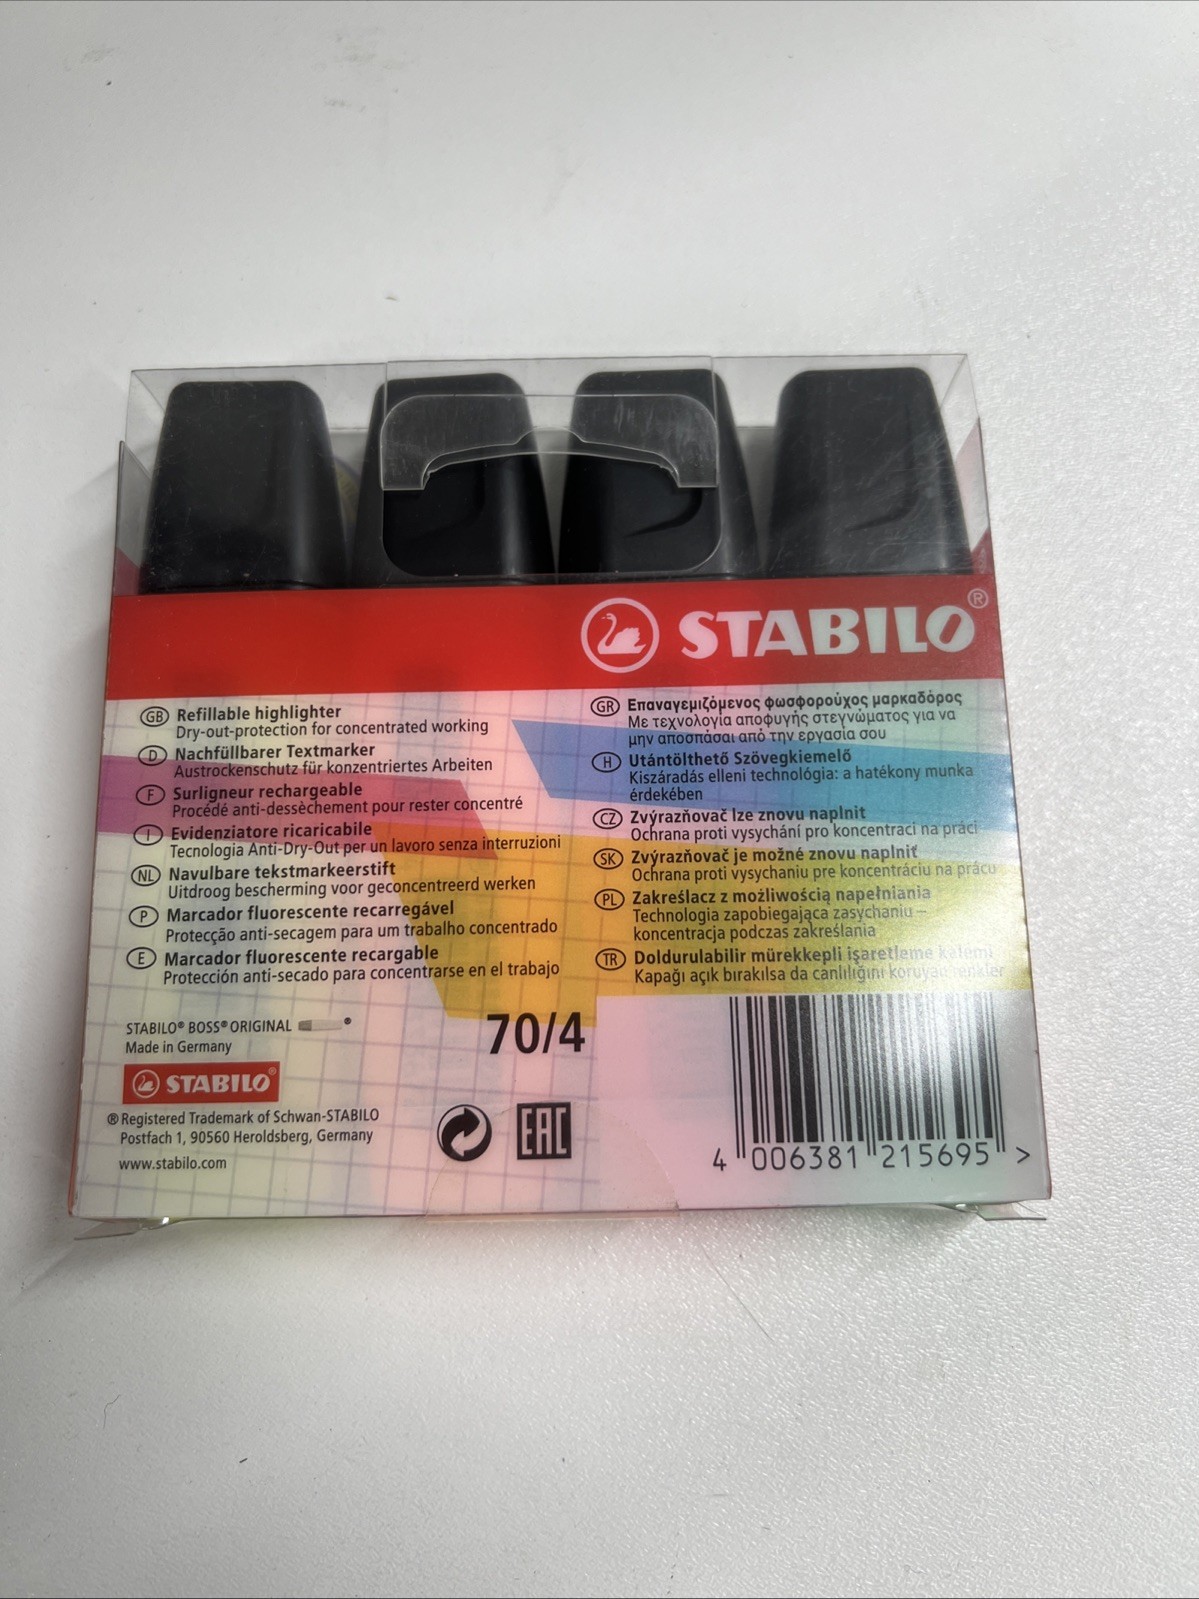 STABILO®
GB Refillable highlighter
Dry-out-protection for concentrated working
D Nachfüllbarer Textmarker
Austrockenschutz für konzentriertes Arbeiten
F Surligneur rechargeable
Procédé anti-dessèchement pour rester concentré
I Evidenziatore ricaricabile
Tecnologia Anti-Dry-Out per un lavoro senza interruzioni
NL Navulbare tekstmarkeerstift
Uitdroog bescherming voor geconcentreerd werken
P Marcador fluorescente recarregável
Protecção anti-secagem para um trabalho concentrado
E Marcador fluorescente recargable
Protección anti-secado para concentrarse en el trabajo
GR Επαναγεμιζόμενος φωσφορούχος μαρκαδόρος
Με τεχνολογία αποφυγής στεγνώματος για να
μην αποσπάσαι από την εργασία σου
H Utántölthető Szövegkiemelő
Kiszáradás elleni technológia: a hatékony munka
érdekében
CZ Zvýrazňovač lze znovu naplnit
Ochrana proti vysychání pro koncentraci na práci
SK Zvýrazňovač je možné znovu naplniť
Ochrana proti vysychaniu pre koncentráciu na prácu
PL Zakreślacz z możliwością napełniania
Technologia zapobiegająca zasychaniu –
koncentracja podczas zakreślania
TR Doldurulabilir mürekkepli işaretleme kalemi
Kapağı açık bırakılsa da canlılığını koruyan renkler
STABILO® BOSS® ORIGINAL ®
Made in Germany
STABILO®
® Registered Trademark of Schwan-STABILO
Postfach 1, 90560 Heroldsberg, Germany
www.stabilo.com
70/4
EAC
4 006381 215695 >